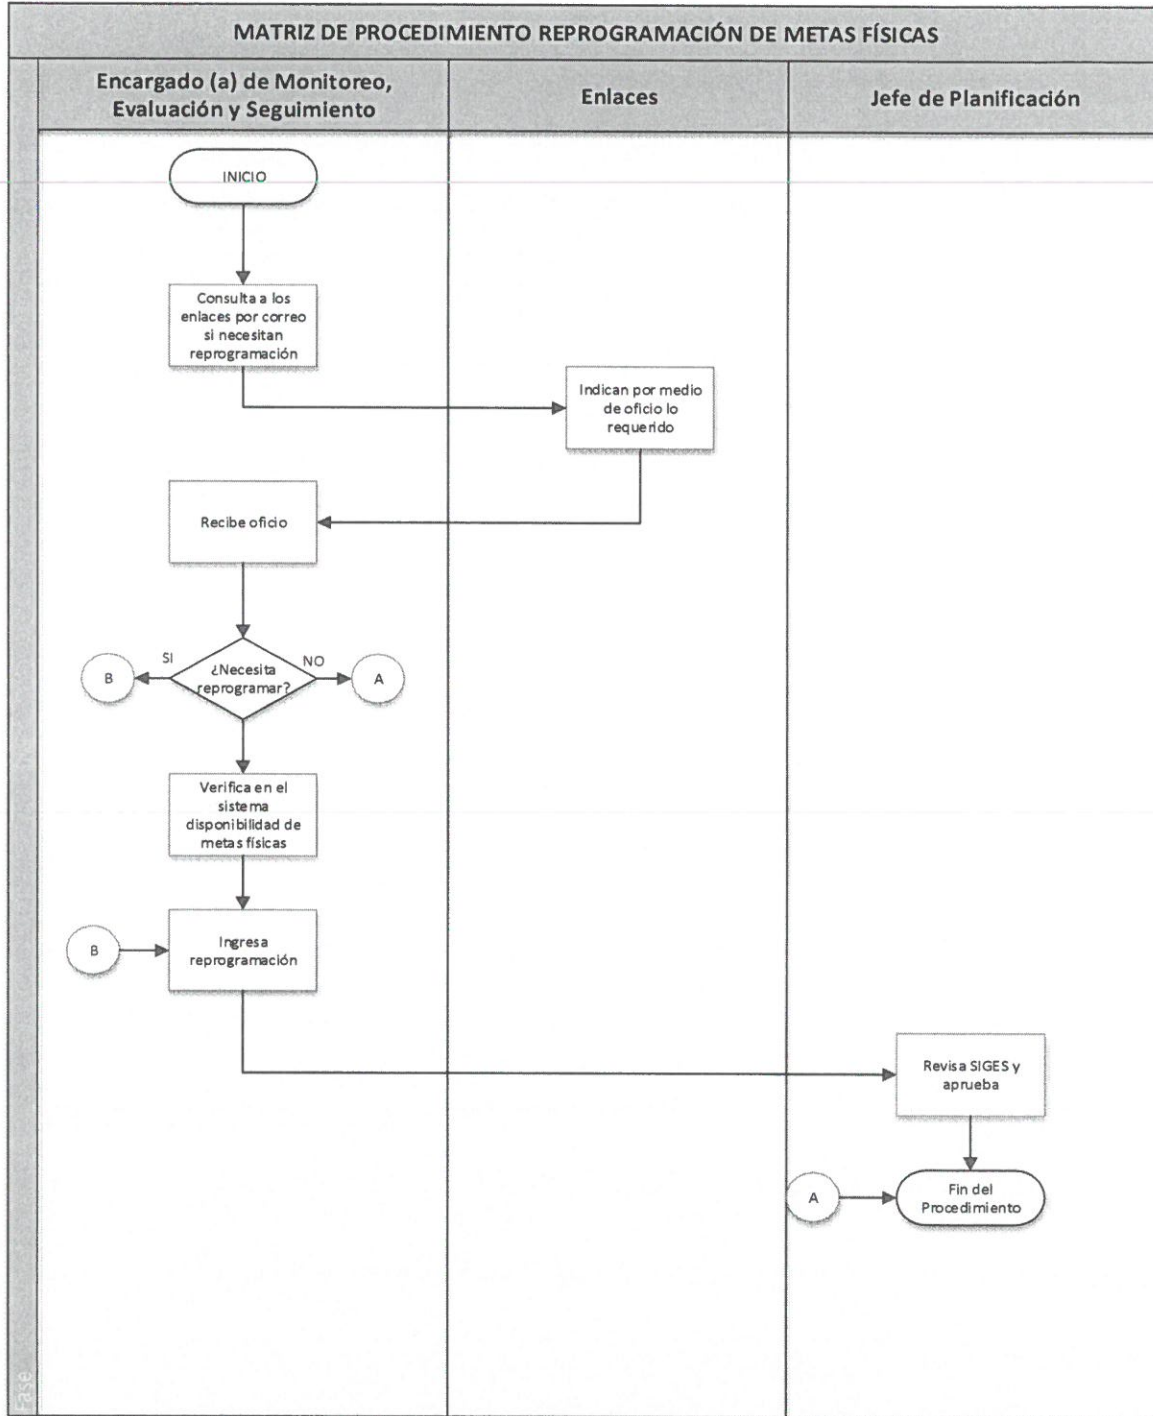 MATRIZ DE PROCEDIMIENTO REPROGRAMACIÓN DE METAS FÍSICAS
Encargado (a) de Monitoreo,
Evaluación y Seguimiento
Enlaces
Jefe de Planificación
INICIO
Consulta a los
enlaces por correo
si necesitan
reprogramación
Indican por medio
de oficio lo
requerido
Recibe oficio
B
SI
¿Necesita
reprogramar?
NO
A
Verifica en el
sistema
disponibilidad de
metas físicas
B
Ingresa
reprogramación
Revisa SIGES y
aprueba
A
Fin del
Procedimiento
Fase